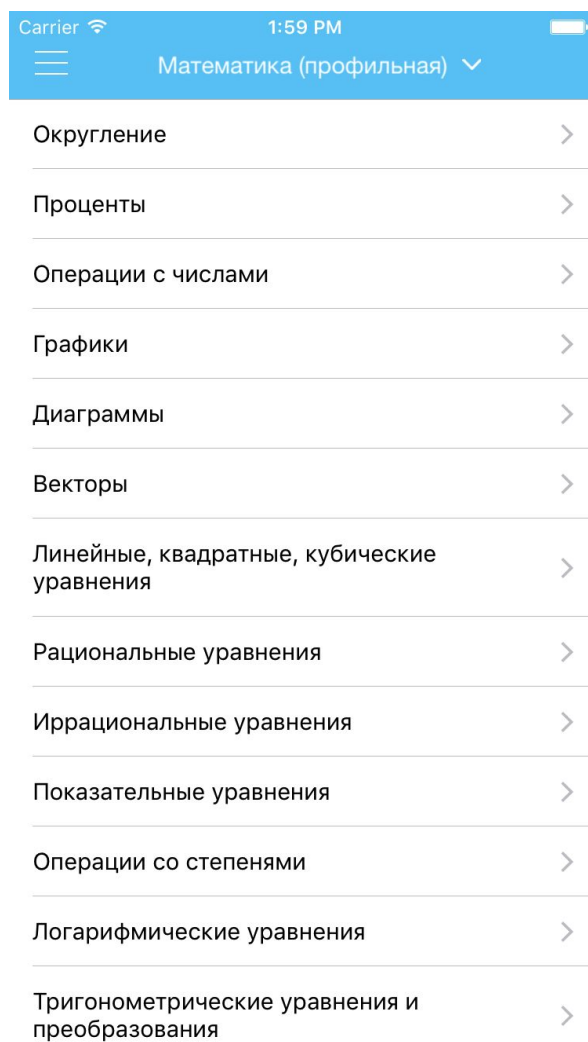 Carrier 1:59 PM
Математика (профильная)
Округление
Проценты
Операции с числами
Графики
Диаграммы
Векторы
Линейные, квадратные, кубические
уравнения
Рациональные уравнения
Иррациональные уравнения
Показательные уравнения
Операции со степенями
Логарифмические уравнения
Тригонометрические уравнения и
преобразования